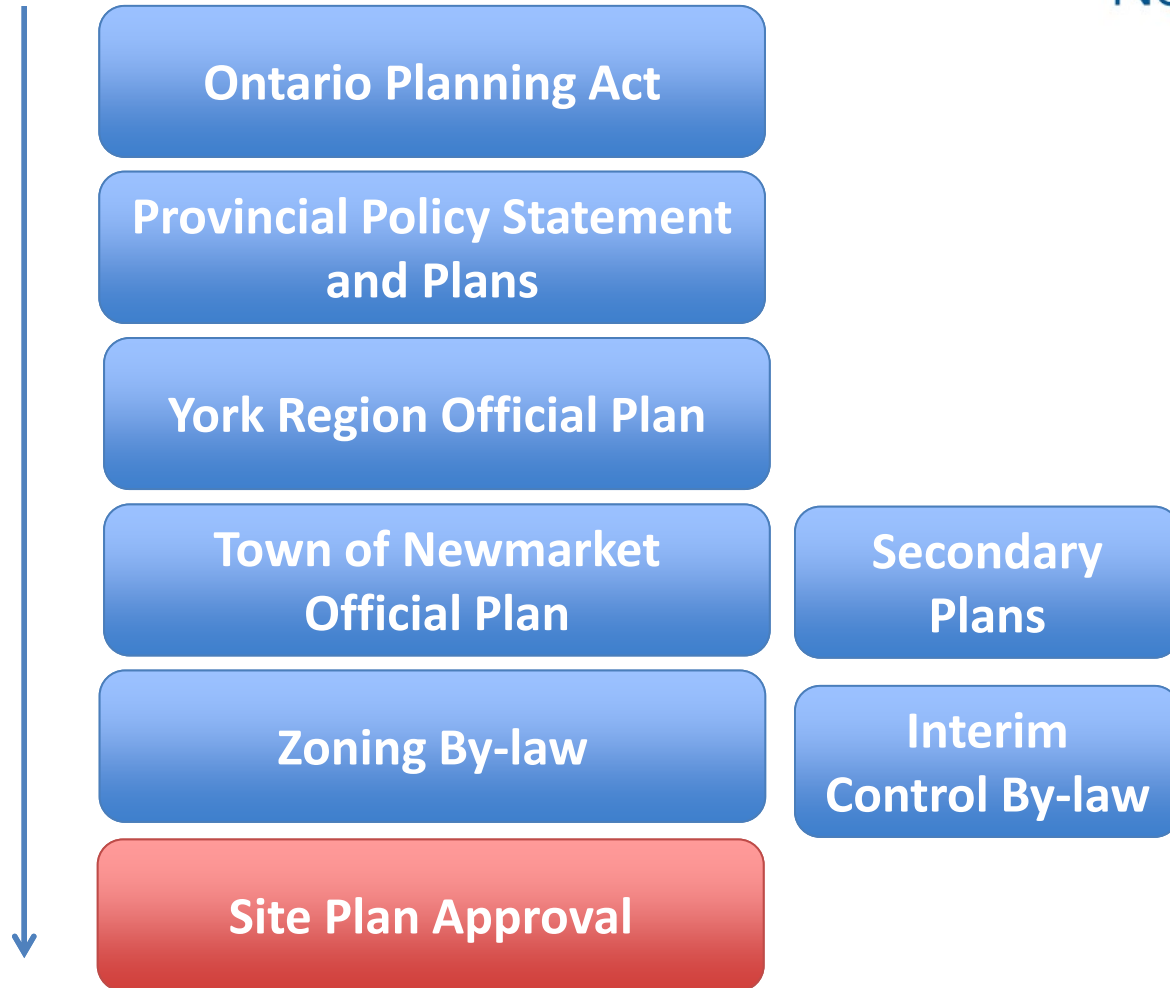 Ontario Planning Act
Provincial Policy Statement
and Plans
York Region Official Plan
Town of Newmarket
Official Plan
Secondary
Plans
Zoning By-law
Interim
Control By-law
Site Plan Approval